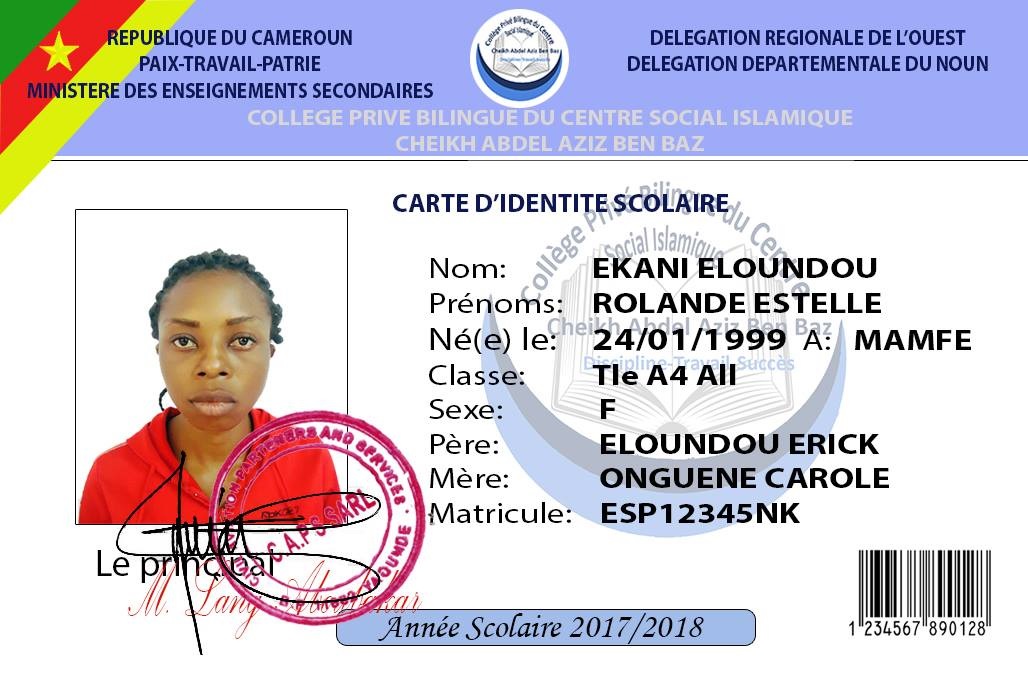 REPUBLIQUE DU CAMEROUN
PAIX-TRAVAIL-PATRIE
MINISTERE DES ENSEIGNEMENTS SECONDAIRES
Collège Privé Bilingue du Centre
Social Islamique
Cheikh Abdel Aziz Ben Baz
Discipline-Travail-Succès
DELEGATION REGIONALE DE L’OUEST
DELEGATION DEPARTEMENTALE DU NOUN
COLLEGE PRIVE BILINGUE DU CENTRE SOCIAL ISLAMIQUE
CHEIKH ABDEL AZIZ BEN BAZ
CARTE D’IDENTITE SCOLAIRE
Collège Privé Bilingue du Centre
Social Islamique
Cheikh Abdel Aziz Ben Baz
Discipline-Travail-Succès
Nom: EKANI ELOUNDOU
Prénoms: ROLANDE ESTELLE
Né(e) le: 24/01/1999 A: MAMFE
Classe: Tle A4 All
Sexe: F
Père: ELOUNDOU ERICK
Mère: ONGUENE CAROLE
Matricule: ESP12345NK
PARTENERS AND SERVICES
C.A.P.S SARL
YAOUNDE
Le principal
M. Lang Aboubakar
Année Scolaire 2017/2018
1 234567 890128